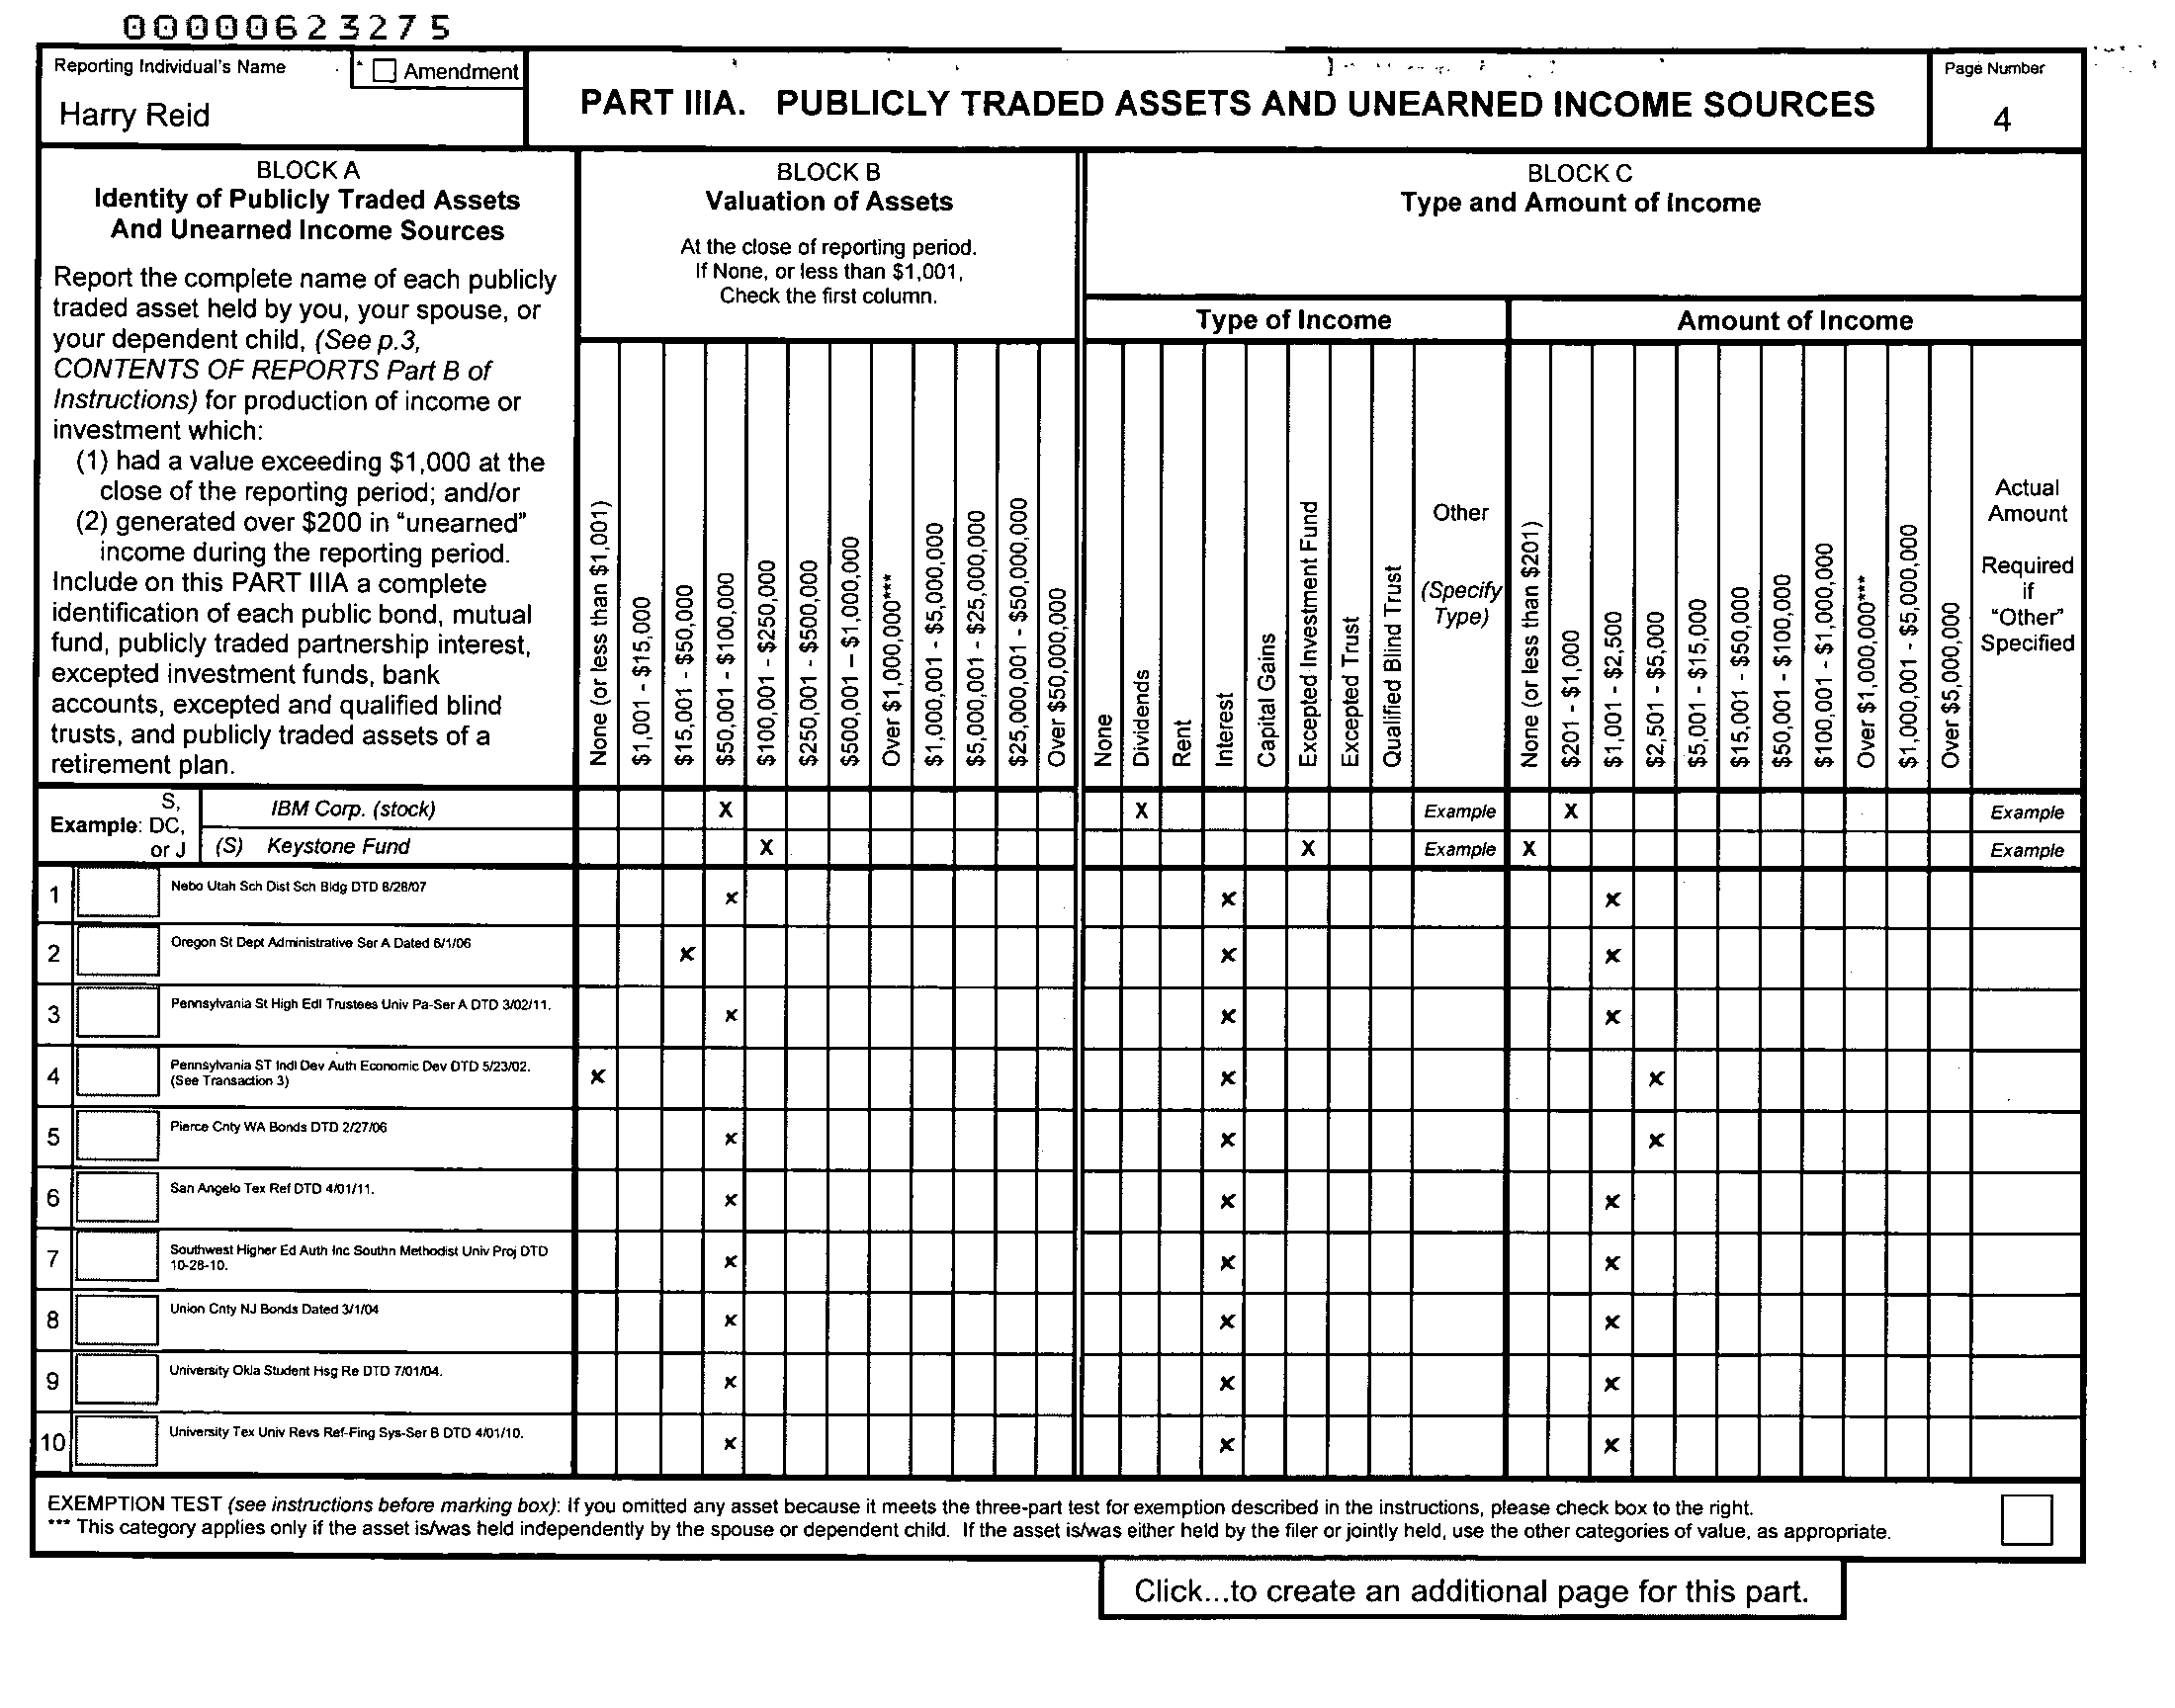 00000623275
Reporting Individual's Name
Amendment
Harry Reid
PART IIIA. PUBLICLY TRADED ASSETS AND UNEARNED INCOME SOURCES
Page Number
4
BLOCK A
Identity of Publicly Traded Assets
And Unearned Income Sources
Report the complete name of each publicly
traded asset held by you, your spouse, or
your dependent child, (See p.3,
CONTENTS OF REPORTS Part B of
Instructions) for production of income or
investment which:
(1) had a value exceeding $1,000 at the
close of the reporting period; and/or
(2) generated over $200 in “unearned”
income during the reporting period.
Include on this PART IIIA a complete
identification of each public bond, mutual
fund, publicly traded partnership interest,
excepted investment funds, bank
accounts, excepted and qualified blind
trusts, and publicly traded assets of a
retirement plan.
BLOCK B
Valuation of Assets
At the close of reporting period.
If None, or less than $1,001,
Check the first column.
None (or less than $1,001)
$1,001 - $15,000
$15,001 - $50,000
$50,001 - $100,000
$100,001 - $250,000
$250,001 - $500,000
$500,001 – $1,000,000
Over $1,000,000***
$1,000,001 - $5,000,000
$5,000,001 - $25,000,000
$25,000,001 - $50,000,000
Over $50,000,000
BLOCK C
Type and Amount of Income
Type of Income
None
Dividends
Rent
Interest
Capital Gains
Excepted Investment Fund
Excepted Trust
Qualified Blind Trust
Other
(Specify
Type)
Amount of Income
None (or less than $201)
$201 - $1,000
$1,001 - $2,500
$2,501 - $5,000
$5,001 - $15,000
$15,001 - $50,000
$50,001 - $100,000
$100,001 - $1,000,000
Over $1,000,000***
$1,000,001 - $5,000,000
Over $5,000,000
Actual
Amount
Required
if
“Other”
Specified
Example:
S,
DC,
or J
IBM Corp. (stock) X X Example X Example
(S) Keystone Fund X X Example X Example
1 Nebo Utah Sch Dist Sch Bldg DTD 8/28/07 x x x
2 Oregon St Dept Administrative Ser A Dated 6/1/06 x x x
3 Pennsylvania St High Edl Trustees Univ Pa-Ser A DTD 3/02/11. x x x
4 Pennsylvania ST Indl Dev Auth Economic Dev DTD 5/23/02. x x x
(See Transaction 3)
5 Pierce Cnty WA Bonds DTD 2/27/06 x x x
6 San Angelo Tex Ref DTD 4/01/11. x x x
7 Southwest Higher Ed Auth Inc Southn Methodist Univ Proj DTD x x x
10-28-10.
8 Union Cnty NJ Bonds Dated 3/1/04 x x x
9 University Okla Student Hsg Re DTD 7/01/04. x x x
10 University Tex Univ Revs Ref-Fing Sys-Ser B DTD 4/01/10. x x x
EXEMPTION TEST (see instructions before marking box): If you omitted any asset because it meets the three-part test for exemption described in the instructions, please check box to the right.
*** This category applies only if the asset is/was held independently by the spouse or dependent child. If the asset is/was either held by the filer or jointly held, use the other categories of value, as appropriate.
Click...to create an additional page for this part.